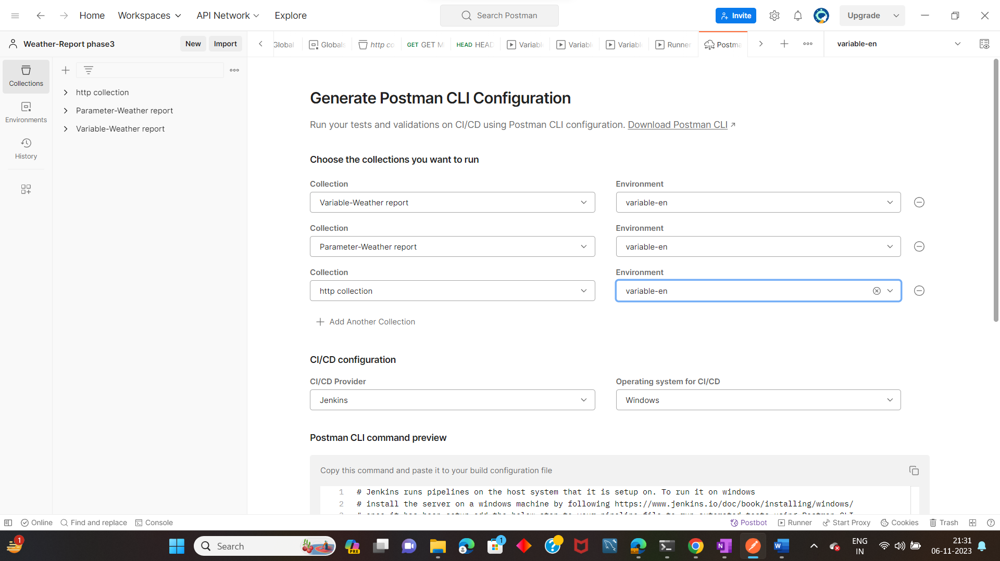 Home
Workspaces
API Network
Explore
Search Postman
Invite
Upgrade
Weather-Report phase3
New
Import
Global
Globals
http co
GET GET M
HEAD HEAD
Variabl
Variabl
Variabl
Runner
Postma
variable-en
Collections
Environments
History
http collection
Parameter-Weather report
Variable-Weather report
Generate Postman CLI Configuration
Run your tests and validations on CI/CD using Postman CLI configuration. Download Postman CLI
Choose the collections you want to run
Collection
Environment
Variable-Weather report
variable-en
Collection
Environment
Parameter-Weather report
variable-en
Collection
Environment
http collection
variable-en
Add Another Collection
CI/CD configuration
CI/CD Provider
Operating system for CI/CD
Jenkins
Windows
Postman CLI command preview
Copy this command and paste it to your build configuration file
1 # Jenkins runs pipelines on the host system that it is setup on. To run it on windows
2 # install the server on a windows machine by following https://www.jenkins.io/doc/book/installing/windows/
Online
Find and replace
Console
Postbot
Runner
Start Proxy
Cookies
Trash
1
Search
PRE
1
ENG
IN
21:31
06-11-2023